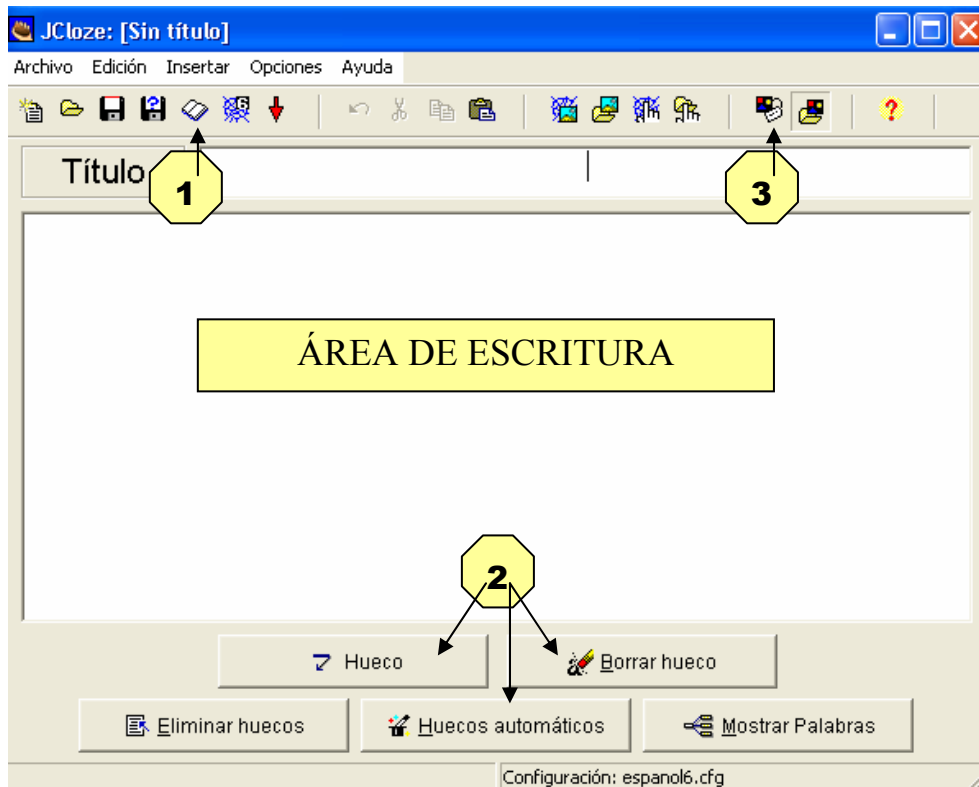 JCloze: [Sin título]
Archivo Edición Insertar Opciones Ayuda
6 ?
Título
1
3
ÁREA DE ESCRITURA
2
Hueco
Borrar hueco
Eliminar huecos
Huecos automáticos
Mostrar Palabras
Configuración: espanol6.cfg